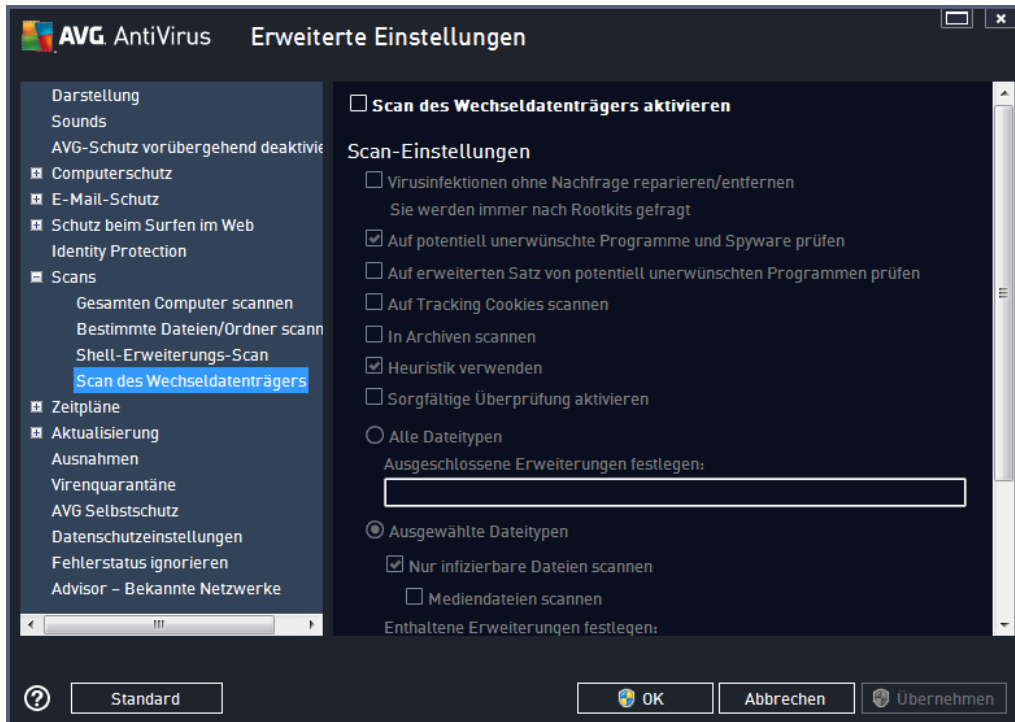 AVG AntiVirus Erweiterte Einstellungen
Darstellung
Sounds
AVG-Schutz vorübergehend deaktivie
Computerschutz
E-Mail-Schutz
Schutz beim Surfen im Web
Identity Protection
Scans
Gesamten Computer scannen
Bestimmte Dateien/Ordner scann
Shell-Erweiterungs-Scan
Scan des Wechseldatenträgers
Zeitpläne
Aktualisierung
Ausnahmen
Virenquarantäne
AVG Selbstschutz
Datenschutzeinstellungen
Fehlerstatus ignorieren
Advisor – Bekannte Netzwerke
Scan des Wechseldatenträgers aktivieren
Scan-Einstellungen
Virusinfektionen ohne Nachfrage reparieren/entfernen
Sie werden immer nach Rootkits gefragt
Auf potentiell unerwünschte Programme und Spyware prüfen
Auf erweiterten Satz von potentiell unerwünschten Programmen prüfen
Auf Tracking Cookies scannen
In Archiven scannen
Heuristik verwenden
Sorgfältige Überprüfung aktivieren
Alle Dateitypen
Ausgeschlossene Erweiterungen festlegen:
Ausgewählte Dateitypen
Nur infizierbare Dateien scannen
Mediendateien scannen
Enthaltene Erweiterungen festlegen:
Standard
OK
Abbrechen
Übernehmen